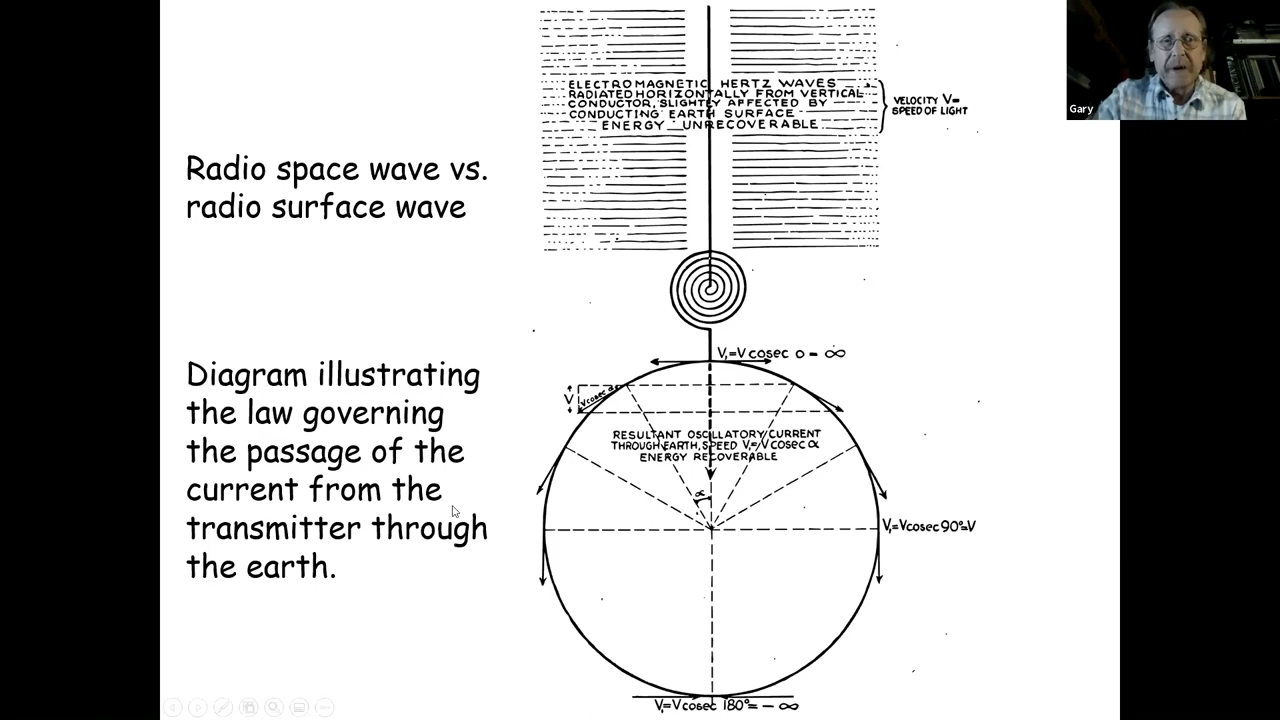 Radio space wave vs.
radio surface wave
ELECTROMAGNETIC HERTZ WAVES
RADIATED HORIZONTALLY FROM VERTICAL
CONDUCTOR, SLIGHTLY AFFECTED BY
CONDUCTING EARTH SURFACE
ENERGY UNRECOVERABLE
VELOCITY V=
SPEED OF LIGHT
Gary
Diagram illustrating
the law governing
the passage of the
current from the
transmitter through
the earth.
V₁=V cosec 0 = ∞
V
V cosec α
RESULTANT OSCILLATORY CURRENT
THROUGH EARTH, SPEED V₁=V cosec α
ENERGY RECOVERABLE
α
V₁=V cosec 90°=V
V₁=V cosec 180°= - ∞